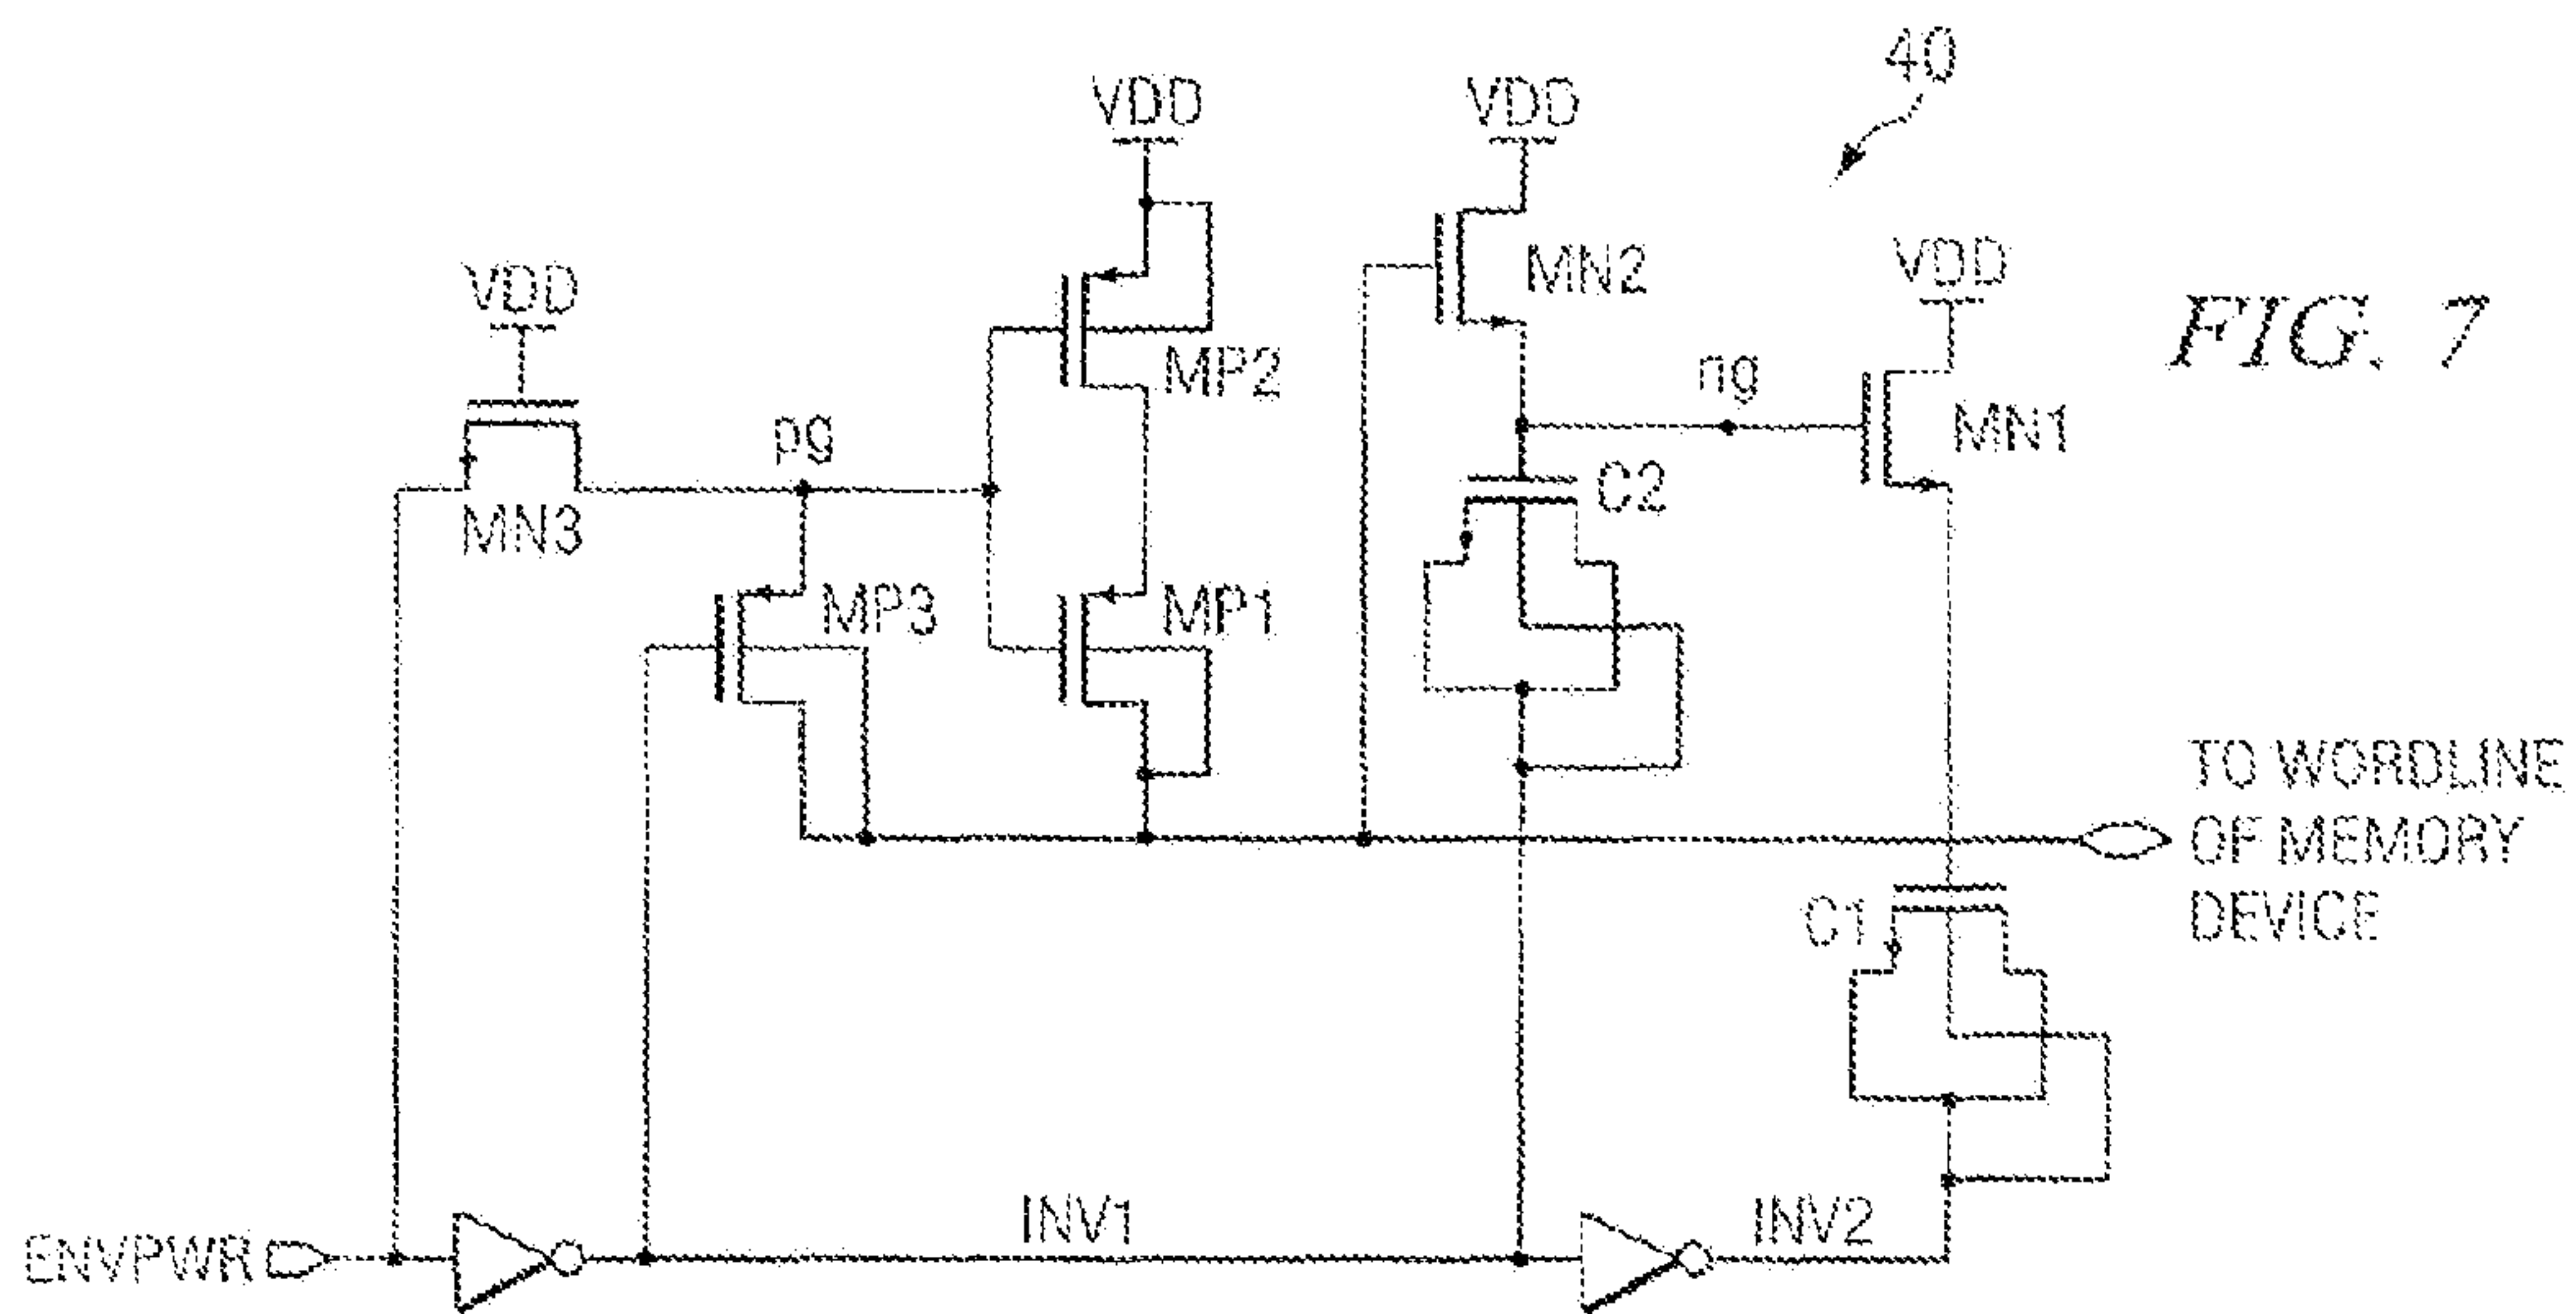 40
VDD
VDD
VDD
VDD
FIG. 7
MN2
MP2
ng
MN1
pg
MN3
C2
MP3
MP1
TO WORDLINE
OF MEMORY
DEVICE
C1
INV1
INV2
ENVPWR